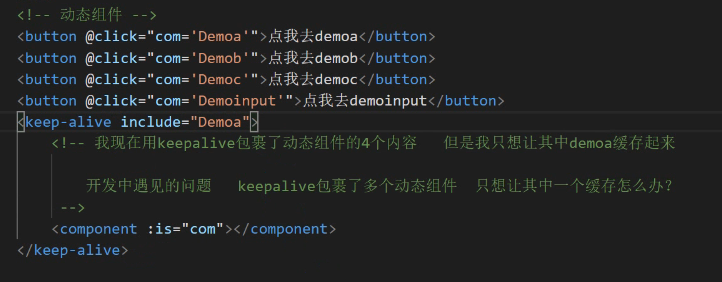 <!-- 动态组件 -->
<button @click="com='Demoa'">点我去demoa</button>
<button @click="com='Demob'">点我去demob</button>
<button @click="com='Democ'">点我去democ</button>
<button @click="com='Demoinput'">点我去demoinput</button>
<keep-alive include="Demoa">
<!-- 我现在用keepalive包裹了动态组件的4个内容 但是我只想让其中demoa缓存起来
开发中遇见的问题 keepalive包裹了多个动态组件 只想让其中一个缓存怎么办?
-->
<component :is="com"></component>
</keep-alive>